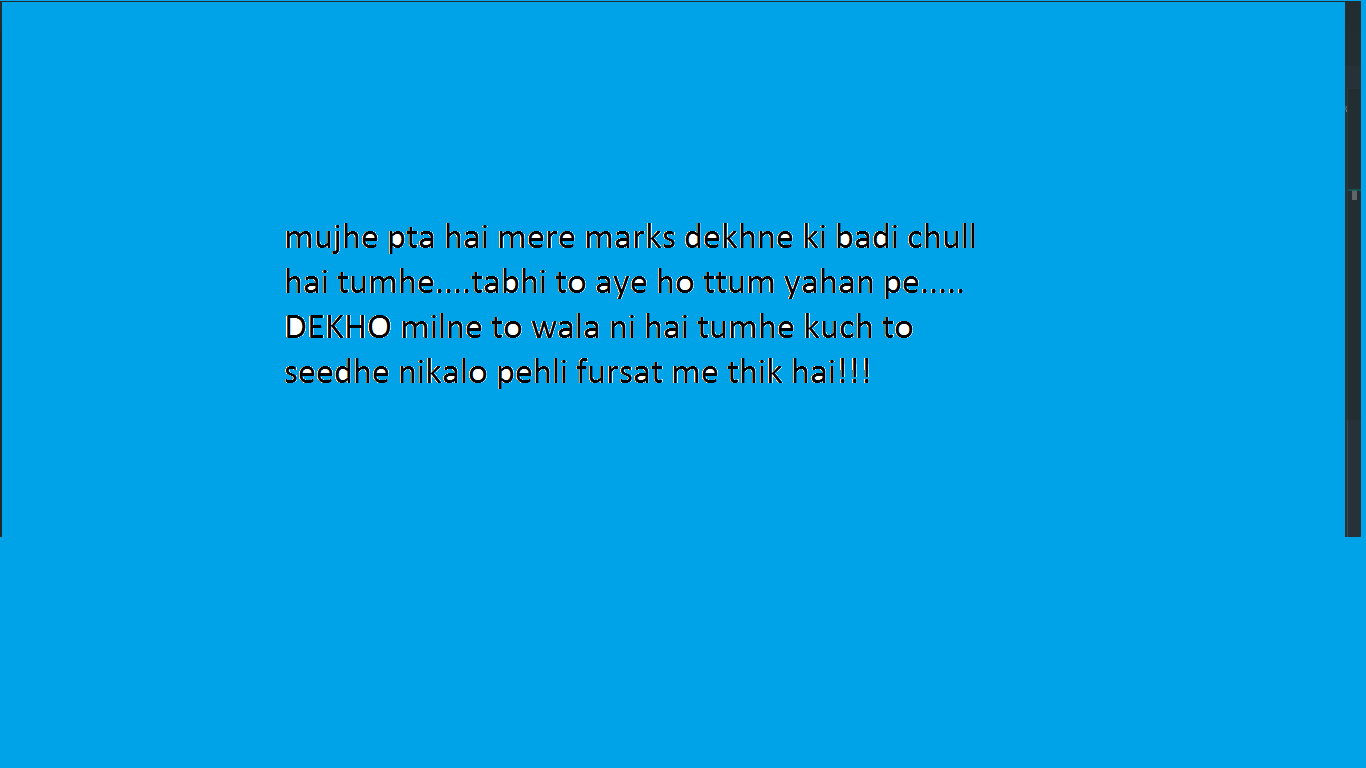 mujhe pta hai mere marks dekhne ki badi chull
hai tumhe....tabhi to aye ho ttum yahan pe.....
DEKHO milne to wala ni hai tumhe kuch to
seedhe nikalo pehli fursat me thik hai!!!